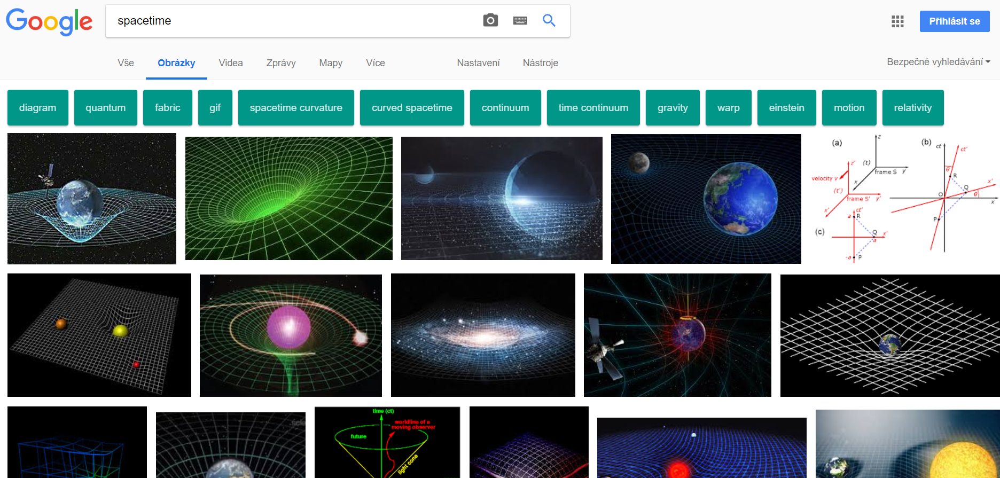 Google
spacetime
Přihlásit se
Vše Obrázky Videa Zprávy Mapy Více Nastavení Nástroje Bezpečné vyhledávání
diagram quantum fabric gif spacetime curvature curved spacetime continuum time continuum gravity warp einstein motion relativity
(a)
z
(t)
frame S y
x
z'
velocity v
(t')
frame S' y'
x'
(b)
ct
ct'
θ
R
Q
x'
θ
O
x
P
(c)
ct'
a R
Q
x'
a
-a P
time (ct)
worldline of a
moving observer
future
light cone